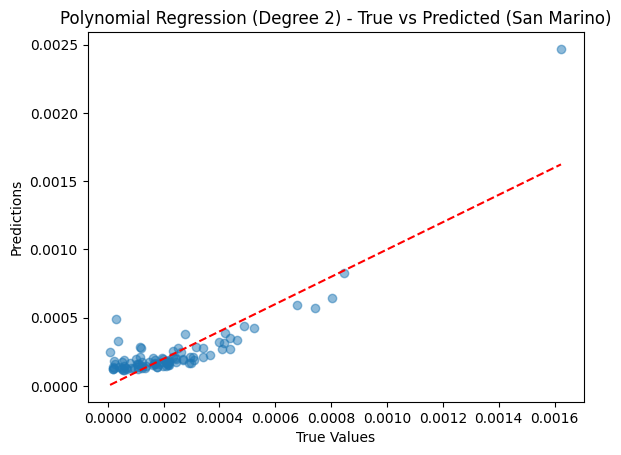 Polynomial Regression (Degree 2) - True vs Predicted (San Marino)
0.0025
0.0020
0.0015
0.0010
0.0005
0.0000
Predictions
0.0000 0.0002 0.0004 0.0006 0.0008 0.0010 0.0012 0.0014 0.0016
True Values